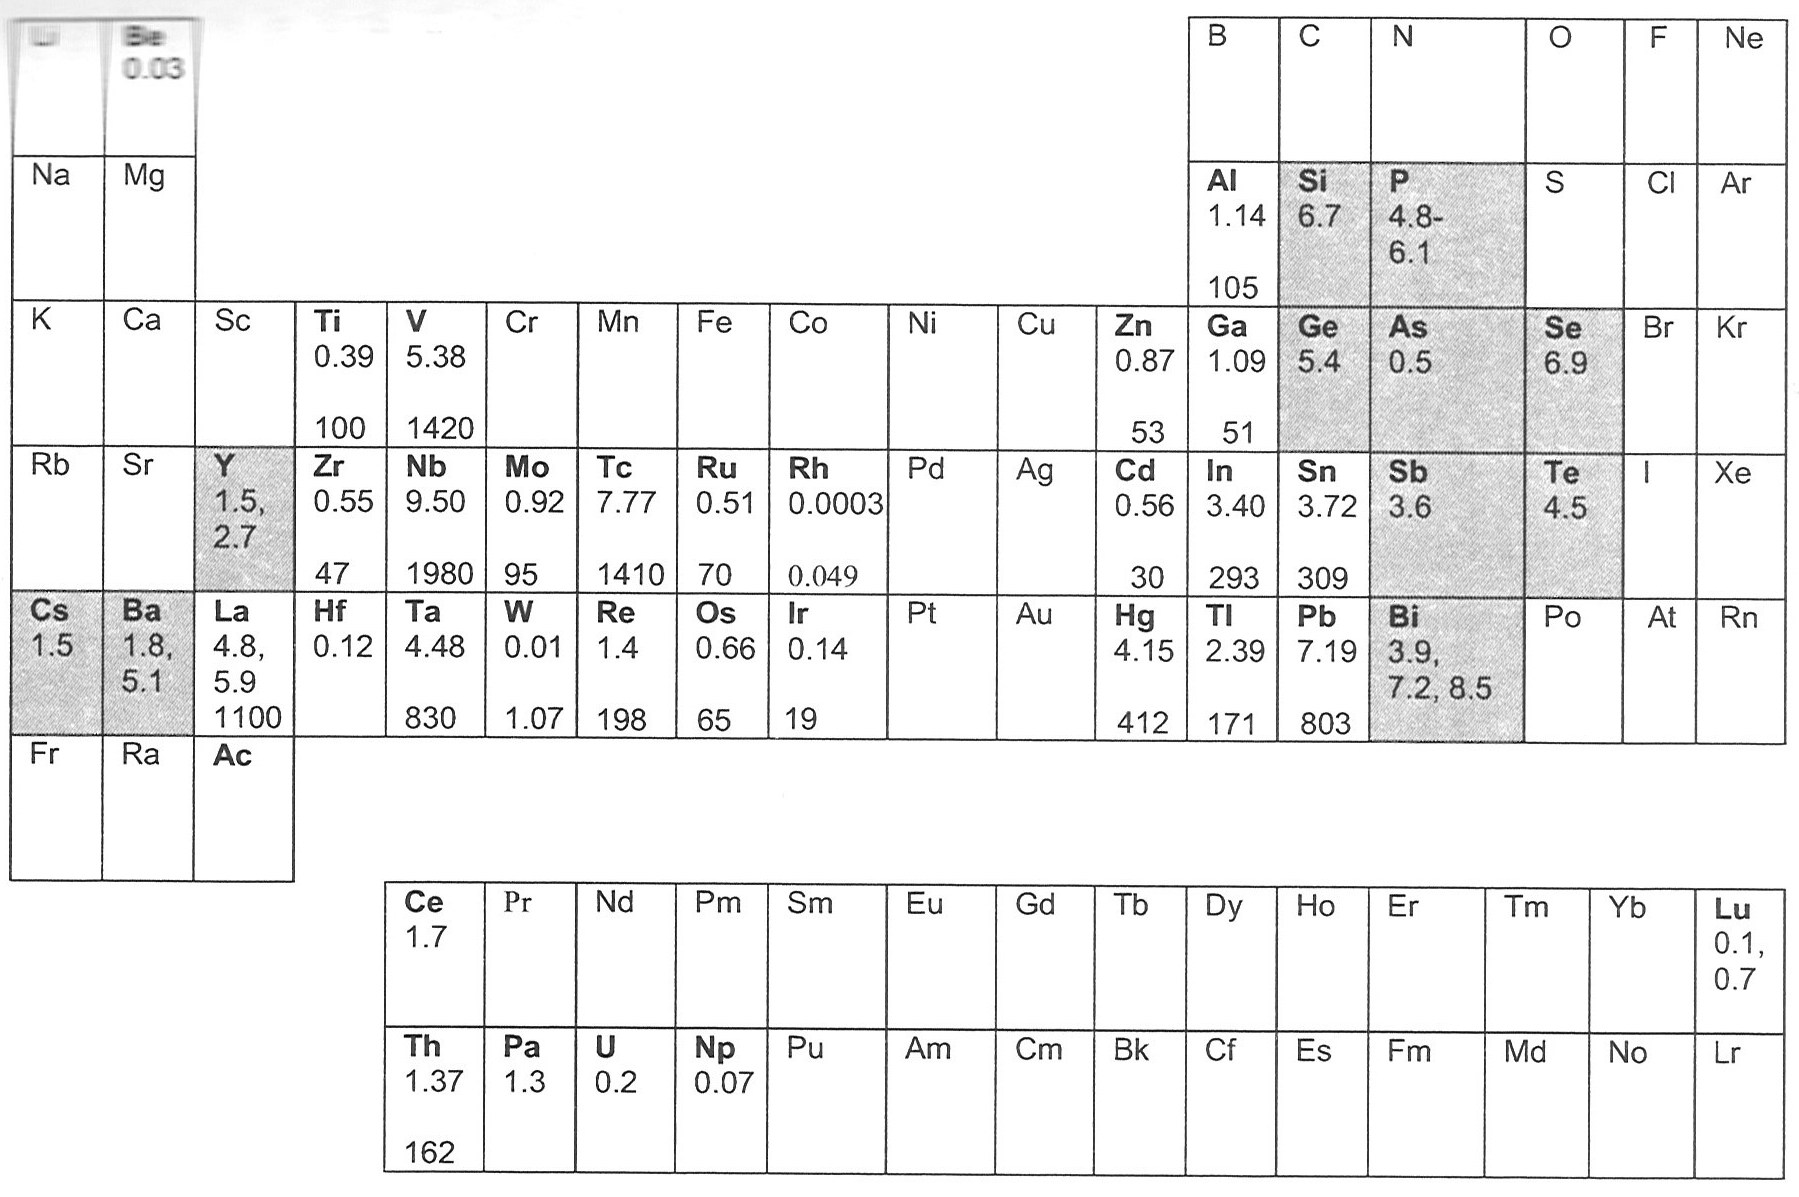 Li Be B C N O F Ne
0.03
Na Mg Al Si P S Cl Ar
1.14 6.7 4.8-
6.1
105
K Ca Sc Ti V Cr Mn Fe Co Ni Cu Zn Ga Ge As Se Br Kr
0.39 5.38 0.87 1.09 5.4 0.5 6.9
100 1420 53 51
Rb Sr Y Zr Nb Mo Tc Ru Rh Pd Ag Cd In Sn Sb Te I Xe
1.5, 0.55 9.50 0.92 7.77 0.51 0.0003 0.56 3.40 3.72 3.6 4.5
2.7
47 1980 95 1410 70 0.049 30 293 309
Cs Ba La Hf Ta W Re Os Ir Pt Au Hg Tl Pb Bi Po At Rn
1.5 1.8, 4.8, 0.12 4.48 0.01 1.4 0.66 0.14 4.15 2.39 7.19 3.9,
5.1 5.9 7.2, 8.5
1100 830 1.07 198 65 19 412 171 803
Fr Ra Ac
Ce Pr Nd Pm Sm Eu Gd Tb Dy Ho Er Tm Yb Lu
1.7 0.1,
0.7
Th Pa U Np Pu Am Cm Bk Cf Es Fm Md No Lr
1.37 1.3 0.2 0.07
162